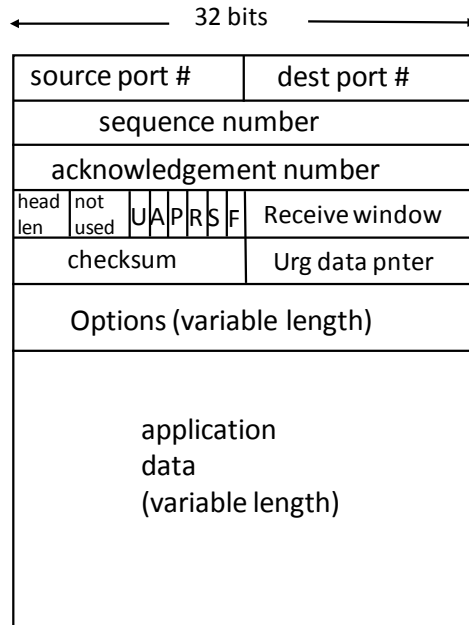 32 bits
source port # dest port #
sequence number
acknowledgement number
head not
len used U A P R S F Receive window
checksum Urg data pnter
Options (variable length)
application
data
(variable length)